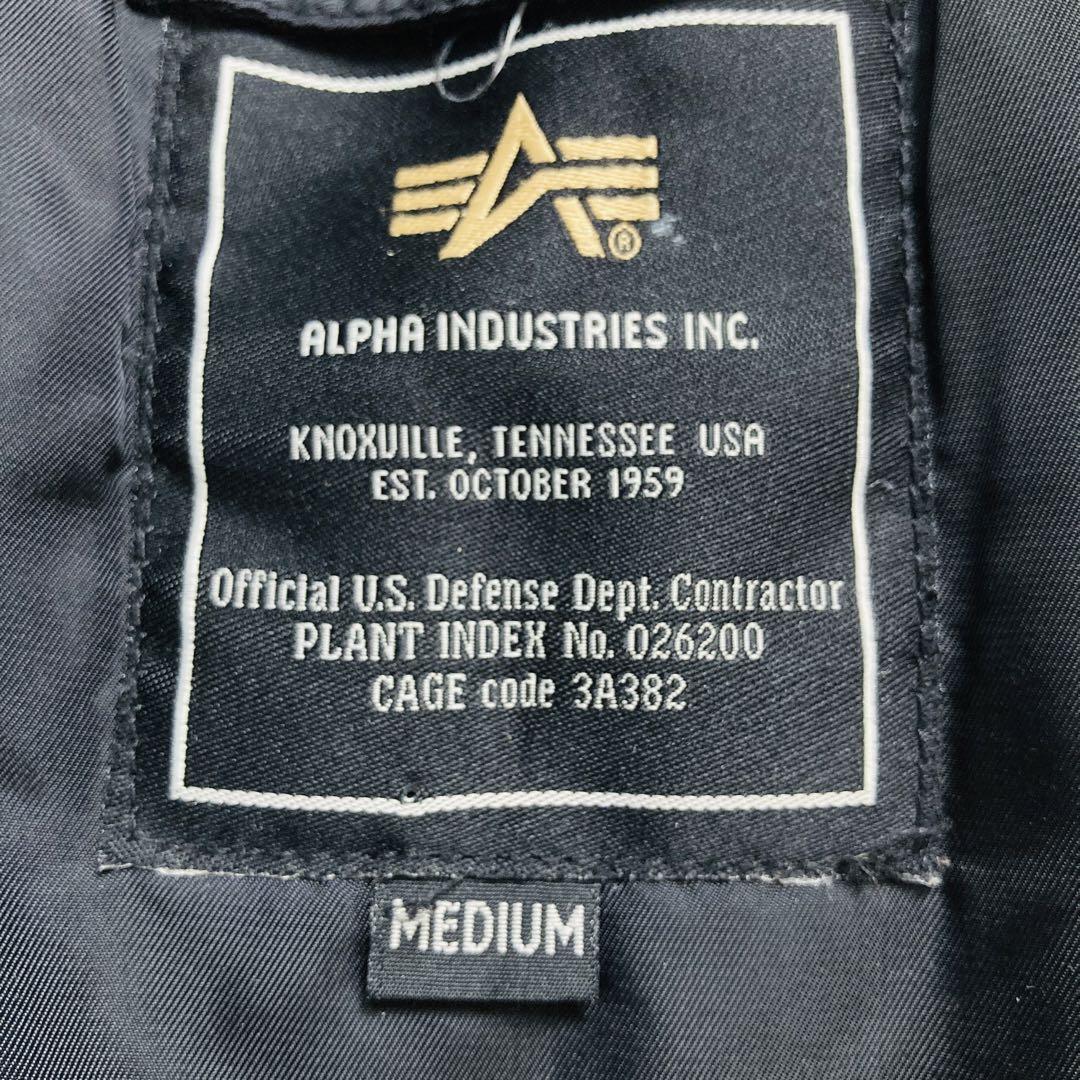 ®
ALPHA INDUSTRIES INC.
KNOXVILLE, TENNESSEE USA
EST. OCTOBER 1959
Official U.S. Defense Dept. Contractor
PLANT INDEX No. 026200
CAGE code 3A382
MEDIUM